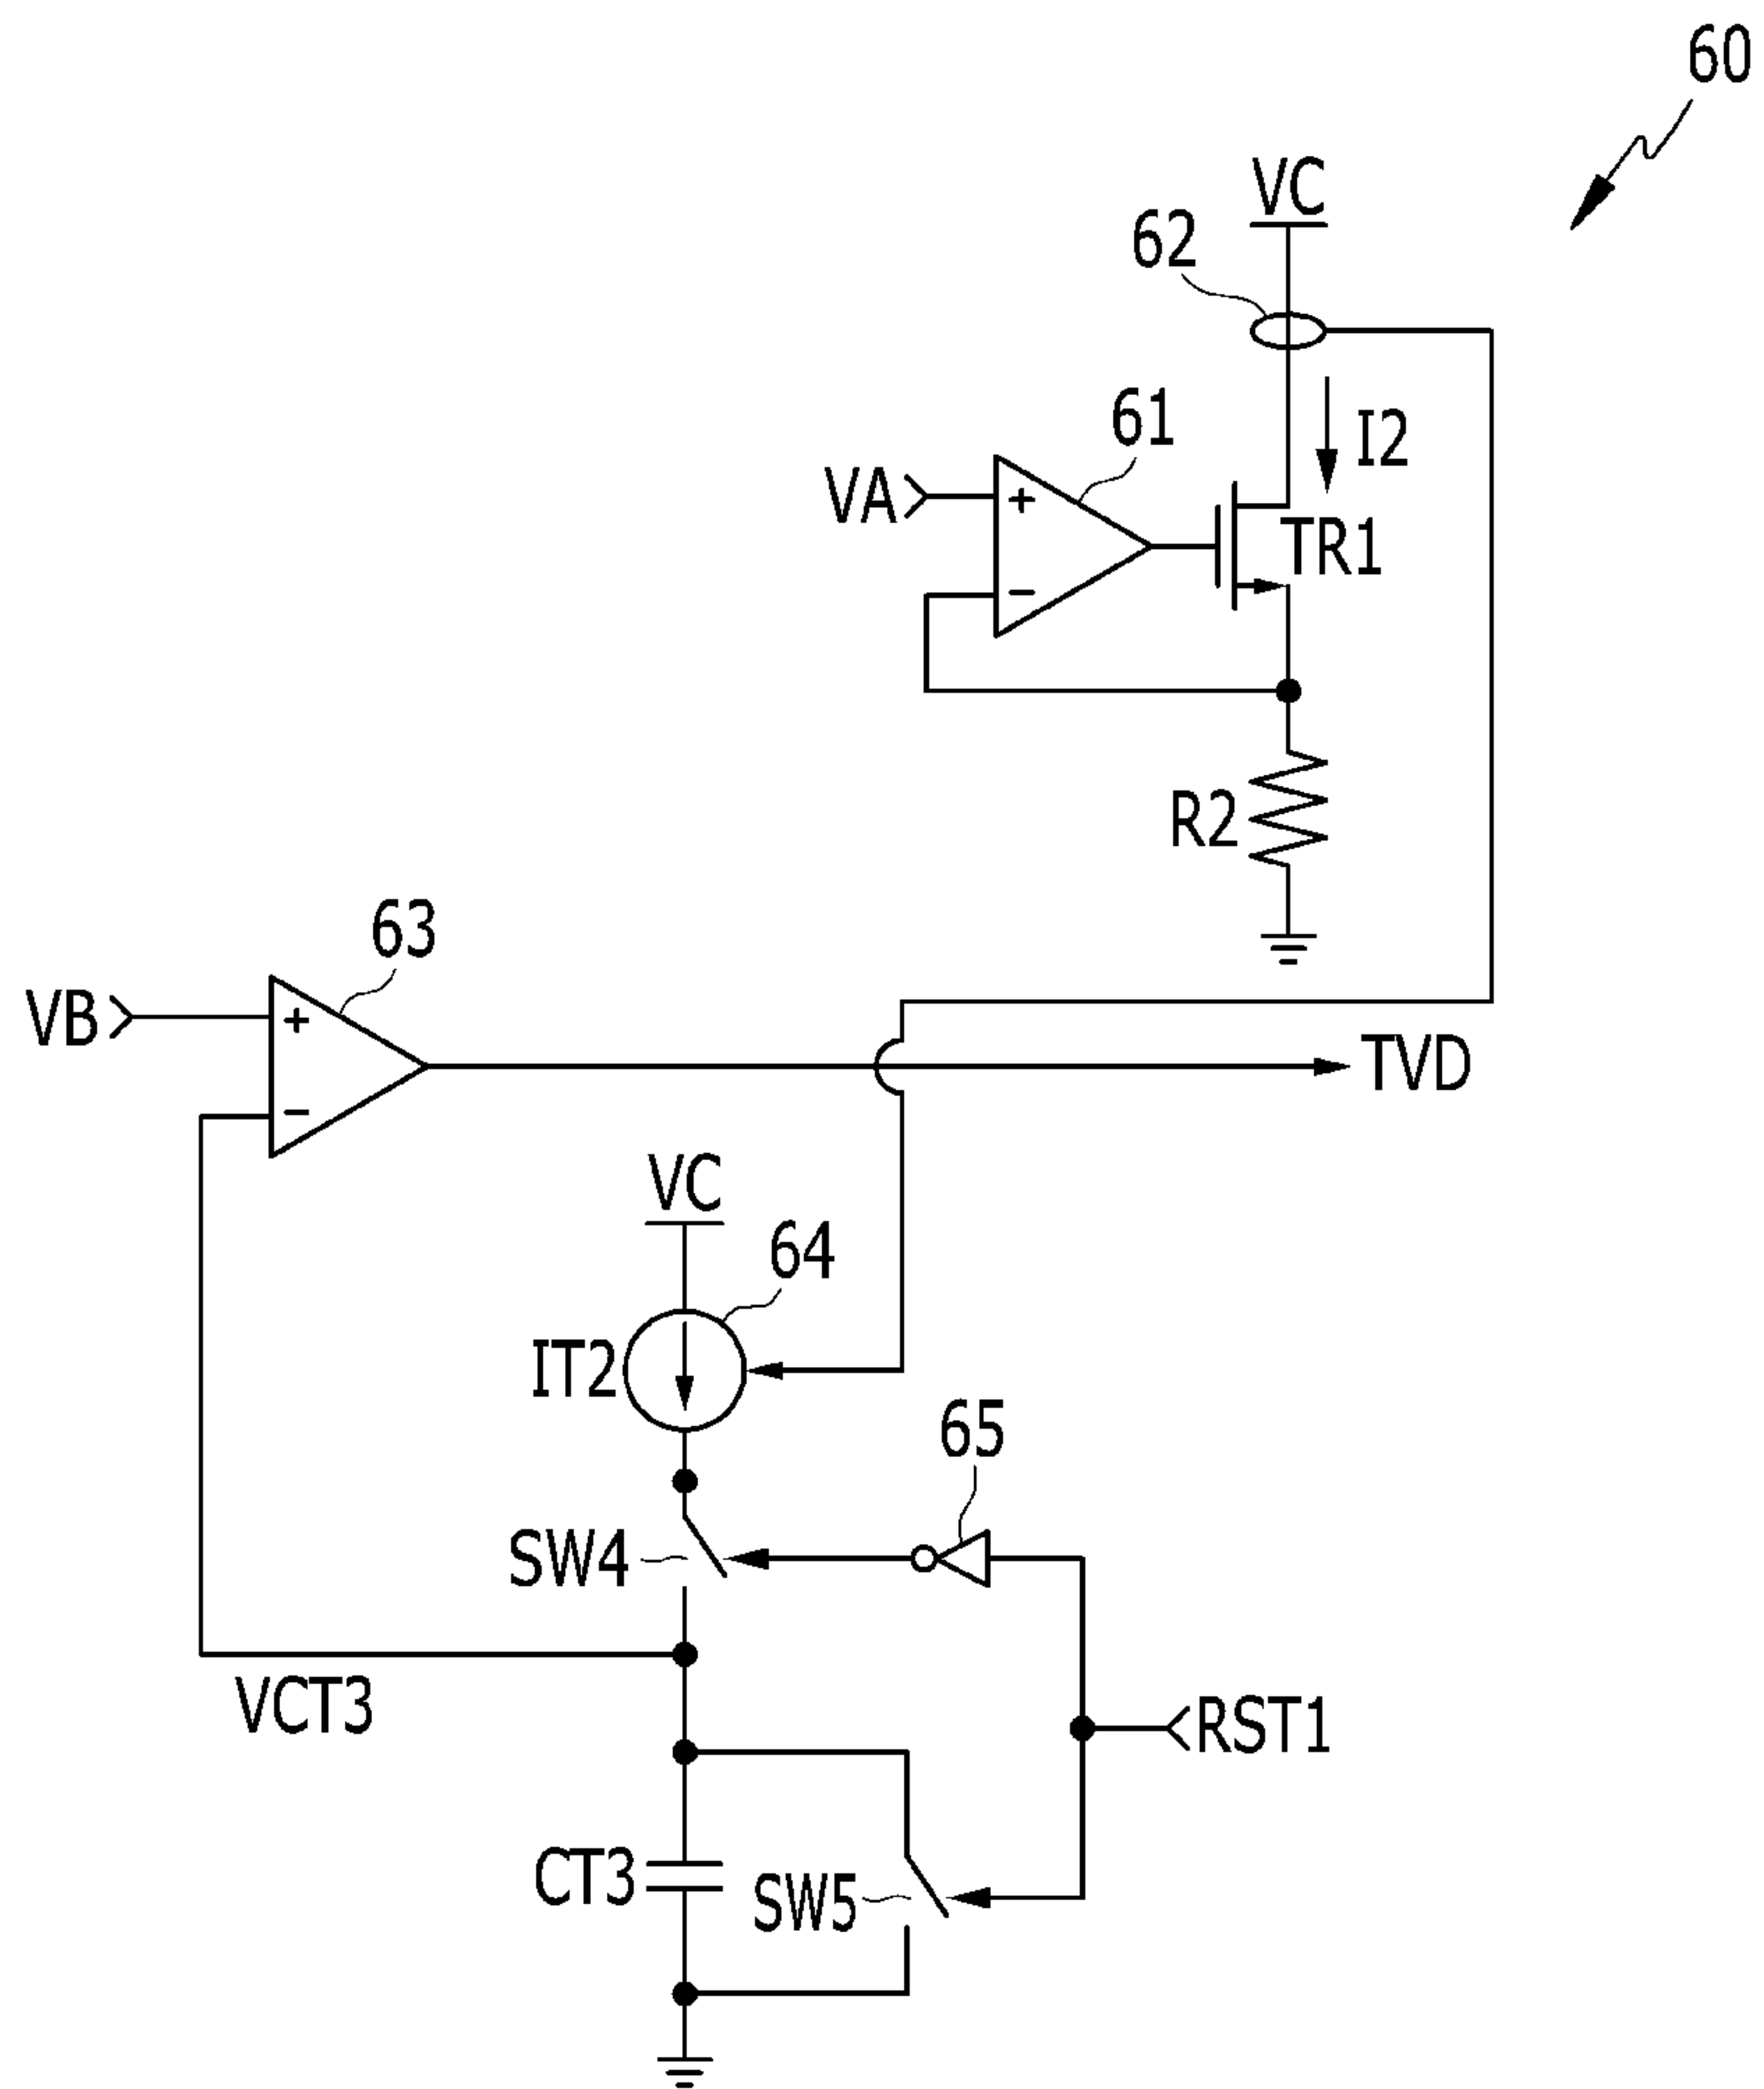 60
VC
62
61
I2
VA
+
TR1
−
R2
63
VB
+
TVD
−
VC
64
IT2
65
SW4
VCT3
RST1
CT3
SW5